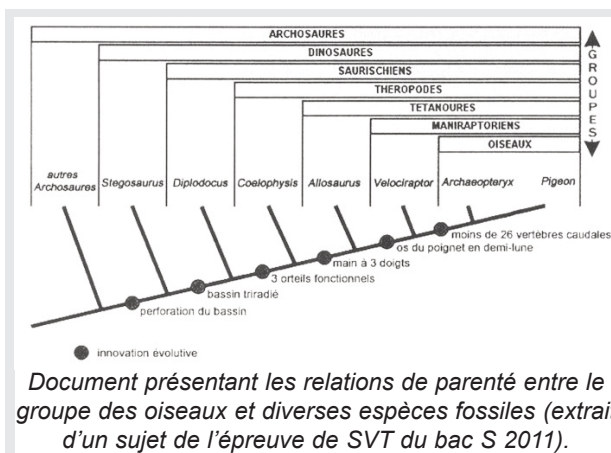 ARCHOSAURES
DINOSAURES
SAURISCHIENS
THEROPODES
TETANOURES
MANIRAPTORIENS
OISEAUX
GROUPES
autres
Archosaures
Stegosaurus
Diplodocus
Coelophysis
Allosaurus
Velociraptor
Archaeopteryx
Pigeon
moins de 26 vertèbres caudales
os du poignet en demi-lune
main à 3 doigts
3 orteils fonctionnels
bassin triradié
perforation du bassin
innovation évolutive
Document présentant les relations de parenté entre le
groupe des oiseaux et diverses espèces fossiles (extrait
d'un sujet de l'épreuve de SVT du bac S 2011).